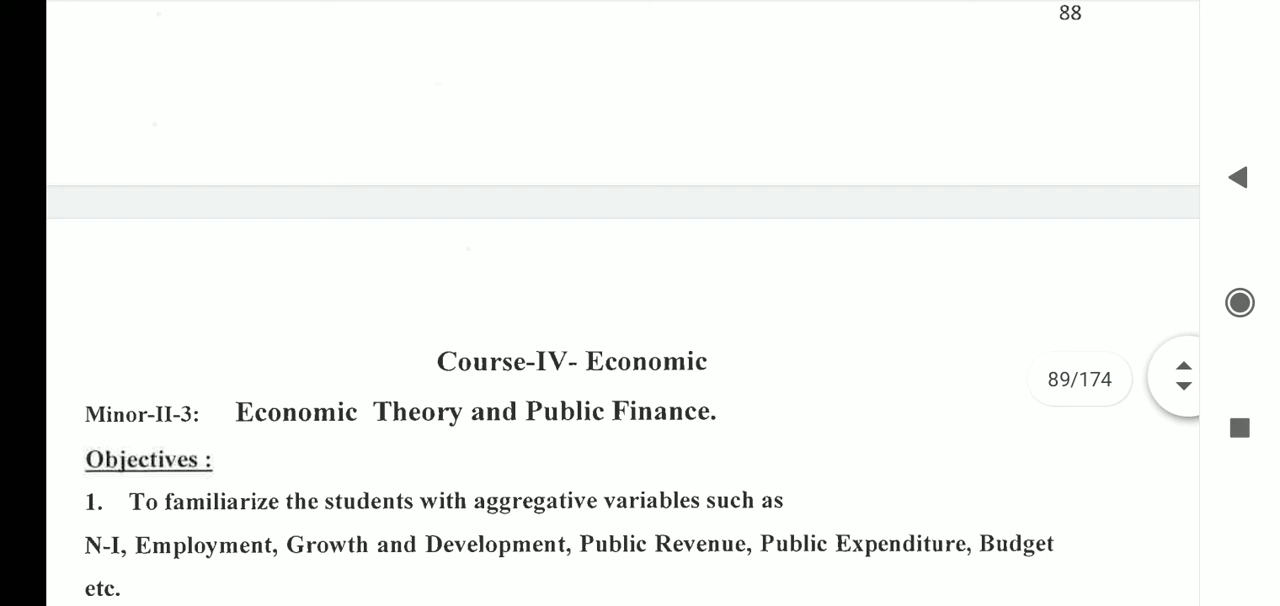 88
Course-IV- Economic
89/174
Minor-II-3: Economic Theory and Public Finance.
Objectives :
1. To familiarize the students with aggregative variables such as
N-I, Employment, Growth and Development, Public Revenue, Public Expenditure, Budget
etc.